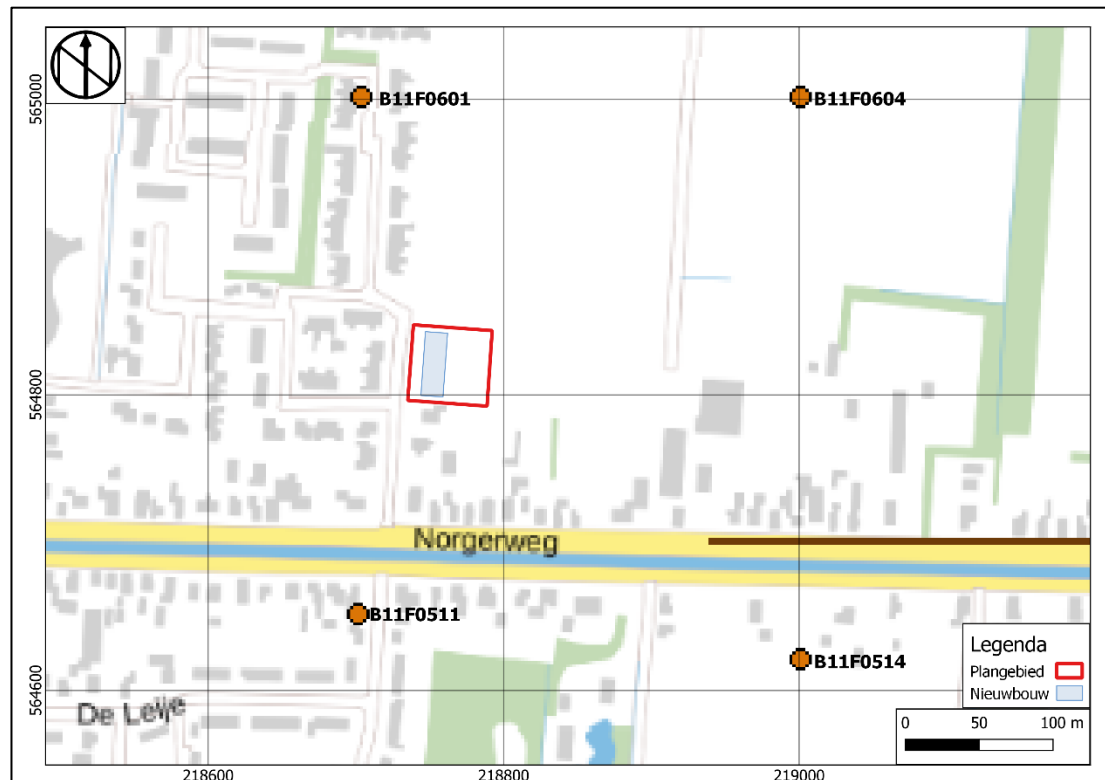 565000
B11F0601
B11F0604
564800
Norgerweg
B11F0511
B11F0514
Legenda
Plangebied
Nieuwbouw
564600
De Leije
0 50 100 m
218600 218800 219000